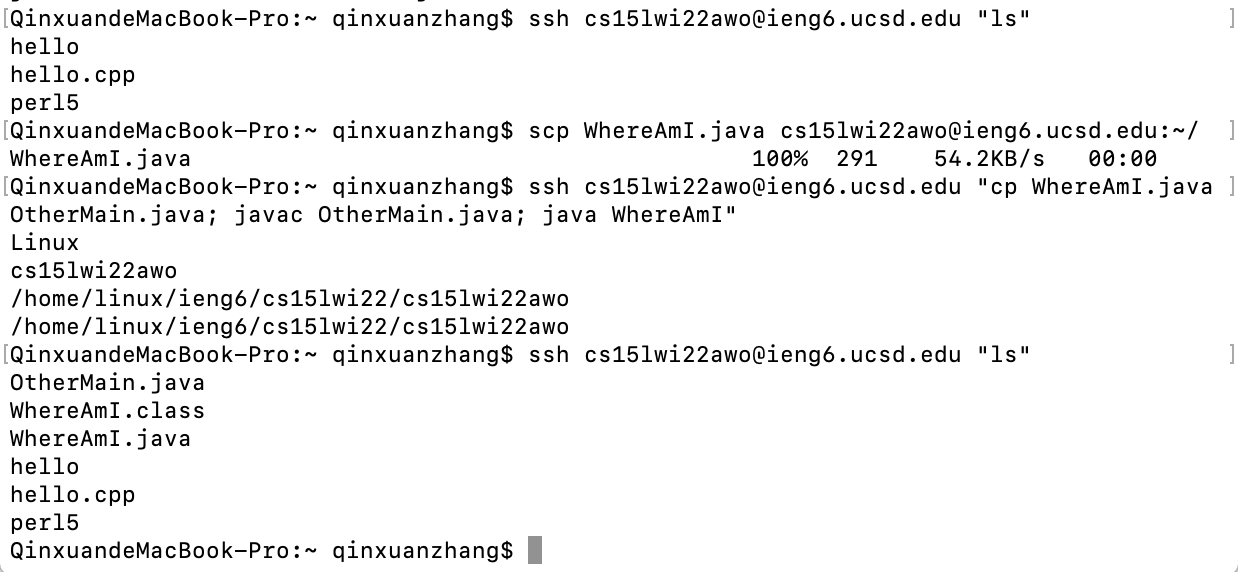 [QinxuandeMacBook-Pro:~ qinxuanzhang$ ssh cs15lwi22awo@ieng6.ucsd.edu "ls" ]
hello
hello.cpp
perl5
[QinxuandeMacBook-Pro:~ qinxuanzhang$ scp WhereAmI.java cs15lwi22awo@ieng6.ucsd.edu:~/ ]
WhereAmI.java 100% 291 54.2KB/s 00:00
[QinxuandeMacBook-Pro:~ qinxuanzhang$ ssh cs15lwi22awo@ieng6.ucsd.edu "cp WhereAmI.java ]
OtherMain.java; javac OtherMain.java; java WhereAmI"
Linux
cs15lwi22awo
/home/linux/ieng6/cs15lwi22/cs15lwi22awo
/home/linux/ieng6/cs15lwi22/cs15lwi22awo
[QinxuandeMacBook-Pro:~ qinxuanzhang$ ssh cs15lwi22awo@ieng6.ucsd.edu "ls" ]
OtherMain.java
WhereAmI.class
WhereAmI.java
hello
hello.cpp
perl5
QinxuandeMacBook-Pro:~ qinxuanzhang$